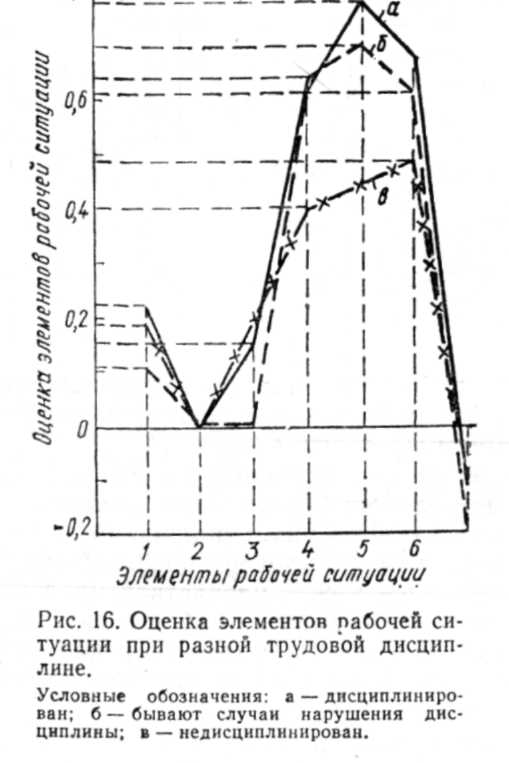 а
б
0,6
0,4
в
0,2
0
-0,2
Оценка элементов рабочей ситуации
1 2 3 4 5 6
Элементы рабочей ситуации
Рис. 16. Оценка элементов рабочей си-
туации при разной трудовой дисцип-
лине.
Условные обозначения: а — дисциплиниро-
ван; б — бывают случаи нарушения дис-
циплины; в — недисциплинирован.